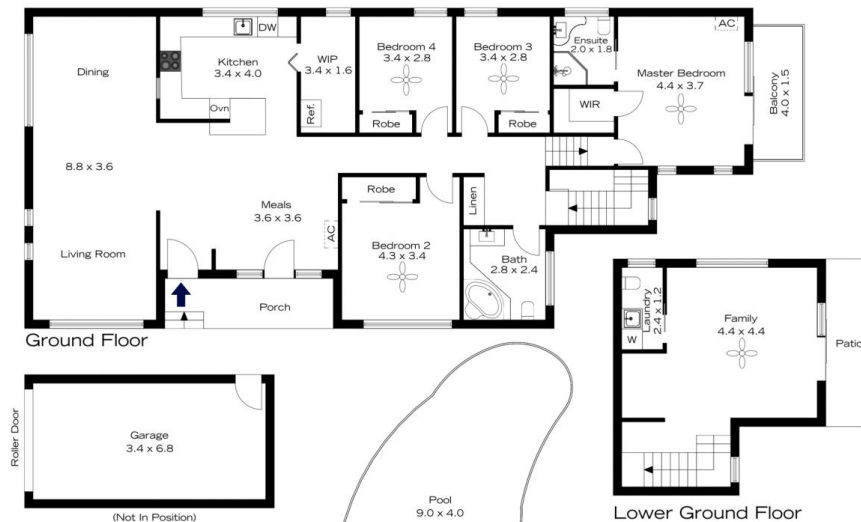 Dining
8.8 x 3.6
Living Room
Kitchen
3.4 x 4.0
DW
Ovn
WIP
3.4 x 1.6
Ref.
Bedroom 4
3.4 x 2.8
Robe
Bedroom 3
3.4 x 2.8
Robe
Ensuite
2.0 x 1.8
WIR
AC
Master Bedroom
4.4 x 3.7
Balcony
4.0 x 1.5
Meals
3.6 x 3.6
AC
Robe
Bedroom 2
4.3 x 3.4
Linen
Bath
2.8 x 2.4
Porch
Ground Floor
Laundry
2.4 x 1.2
W
Family
4.4 x 4.4
Patio
Lower Ground Floor
Roller Door
Garage
3.4 x 6.8
(Not In Position)
Pool
9.0 x 4.0